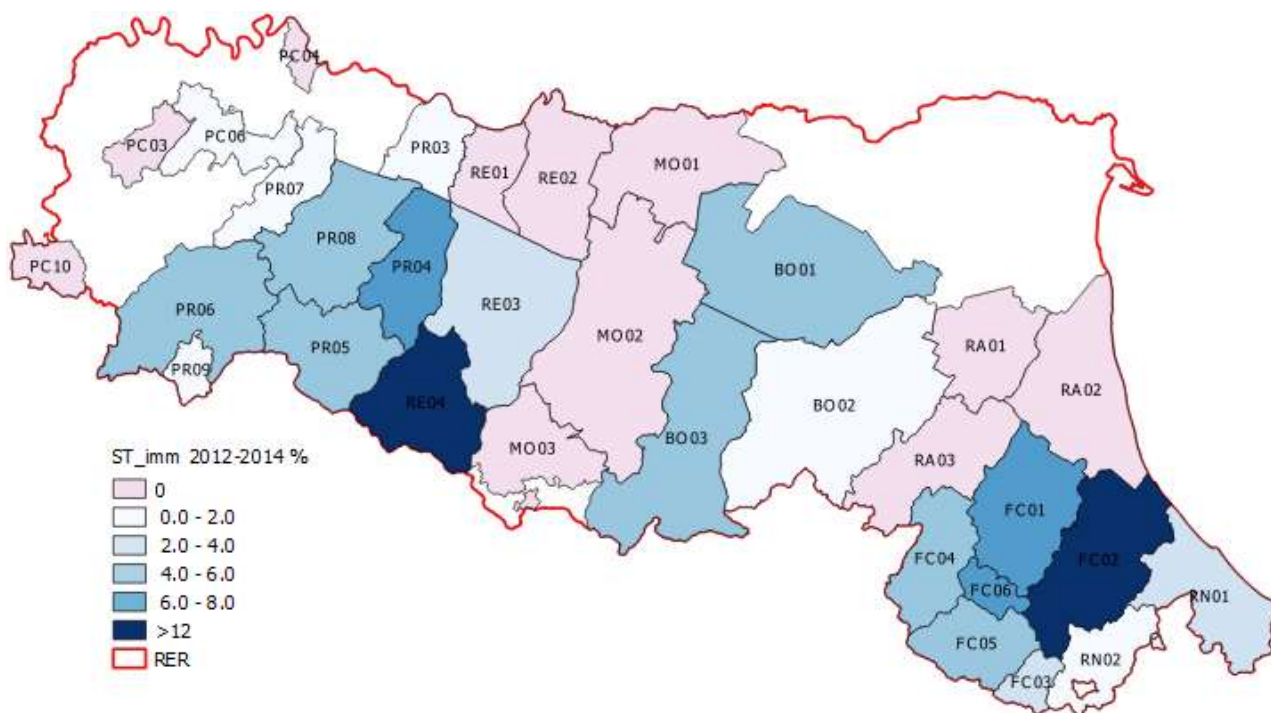 PC04
PC03
PC06
PR03
PR07
RE01
RE02
MO01
PR08
PR04
PC10
BO01
PR06
RE03
PR05
MO02
RA01
PR09
RA02
RE04
BO02
BO03
MO03
RA03
ST_imm 2012-2014 %
0
0.0 - 2.0
2.0 - 4.0
4.0 - 6.0
6.0 - 8.0
>12
RER
FC01
FC04
FC02
FC06
RN01
FC05
RN02
FC03